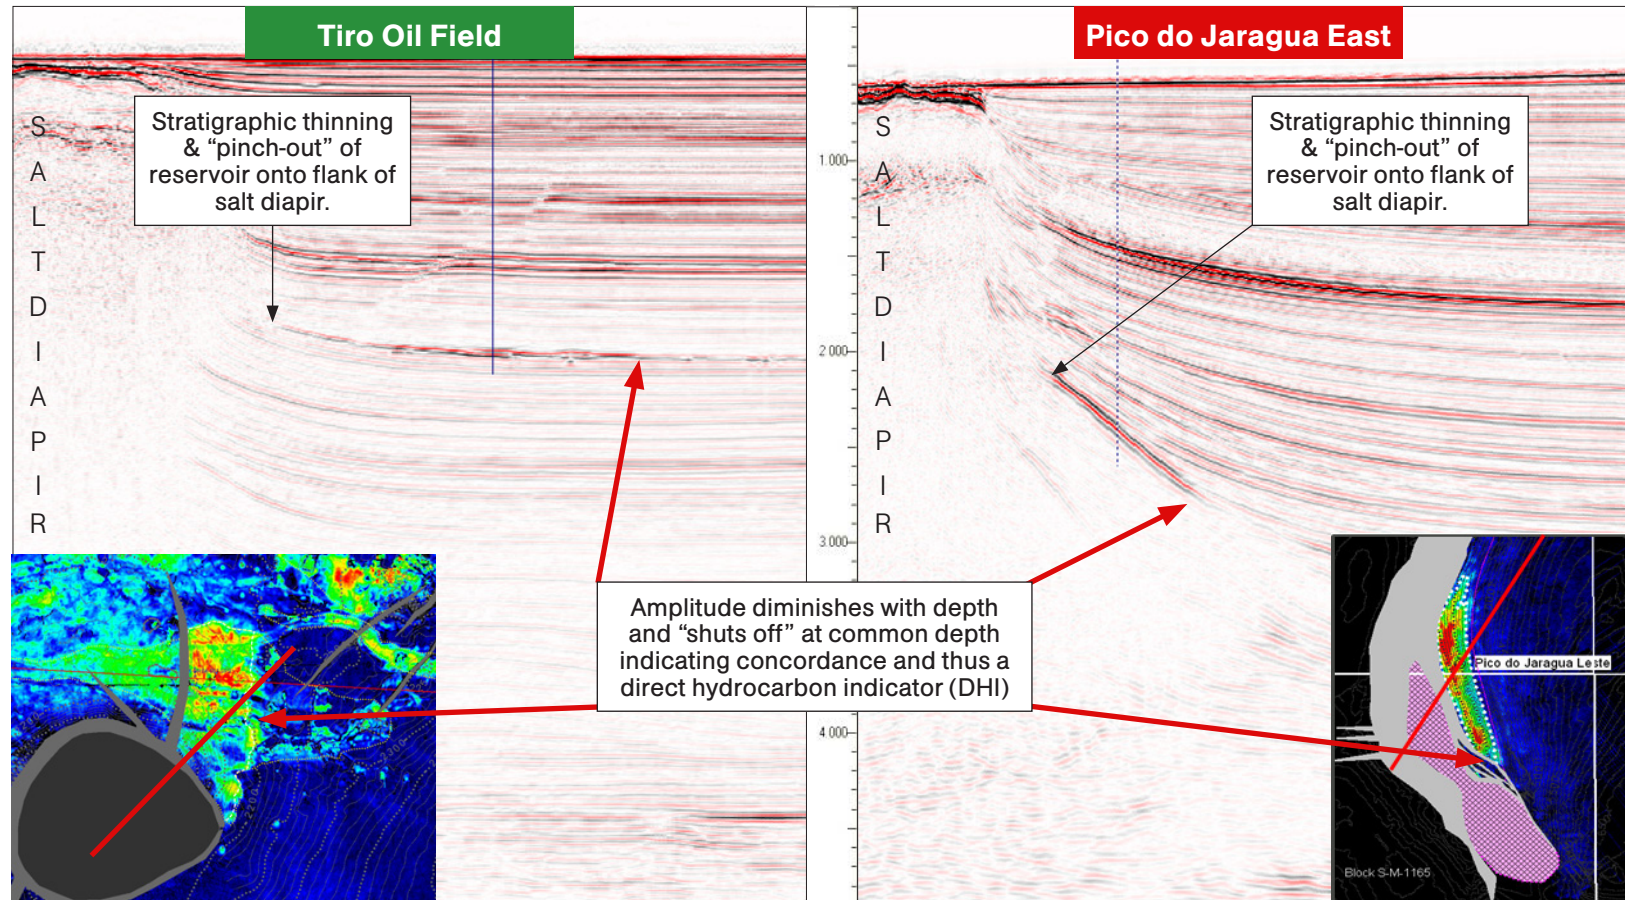 Tiro Oil Field
Pico do Jaragua East
Stratigraphic thinning
& “pinch-out” of
reservoir onto flank of
salt diapir.
Stratigraphic thinning
& “pinch-out” of
reservoir onto flank of
salt diapir.
S
A
L
T
D
I
A
P
I
R
1.000
2.000
3.000
4.000
S
A
L
T
D
I
A
P
I
R
Amplitude diminishes with depth
and “shuts off” at common depth
indicating concordance and thus a
direct hydrocarbon indicator (DHI)
2200
Pico do Jaragua Leste
Block S-M-1165